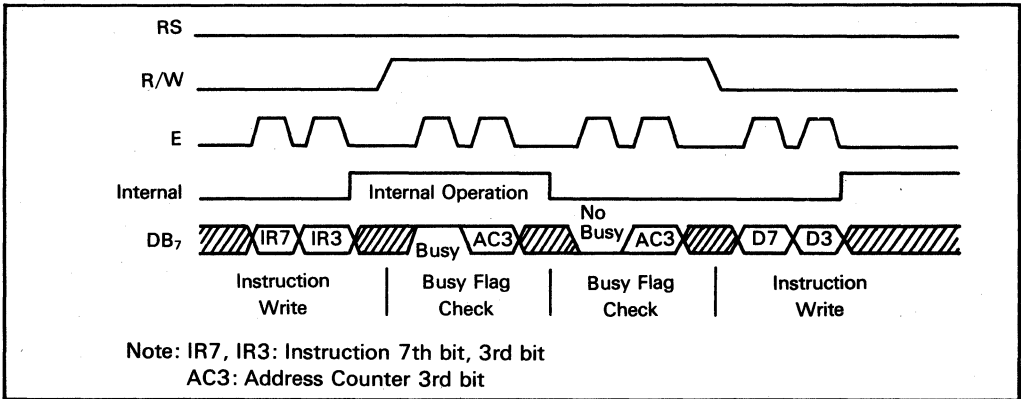 RS
R/W
E
Internal
Internal Operation
No
Busy
DB7
IR7 IR3 Busy AC3 AC3 D7 D3
Instruction
Write
Busy Flag
Check
Busy Flag
Check
Instruction
Write
Note: IR7, IR3: Instruction 7th bit, 3rd bit
AC3: Address Counter 3rd bit